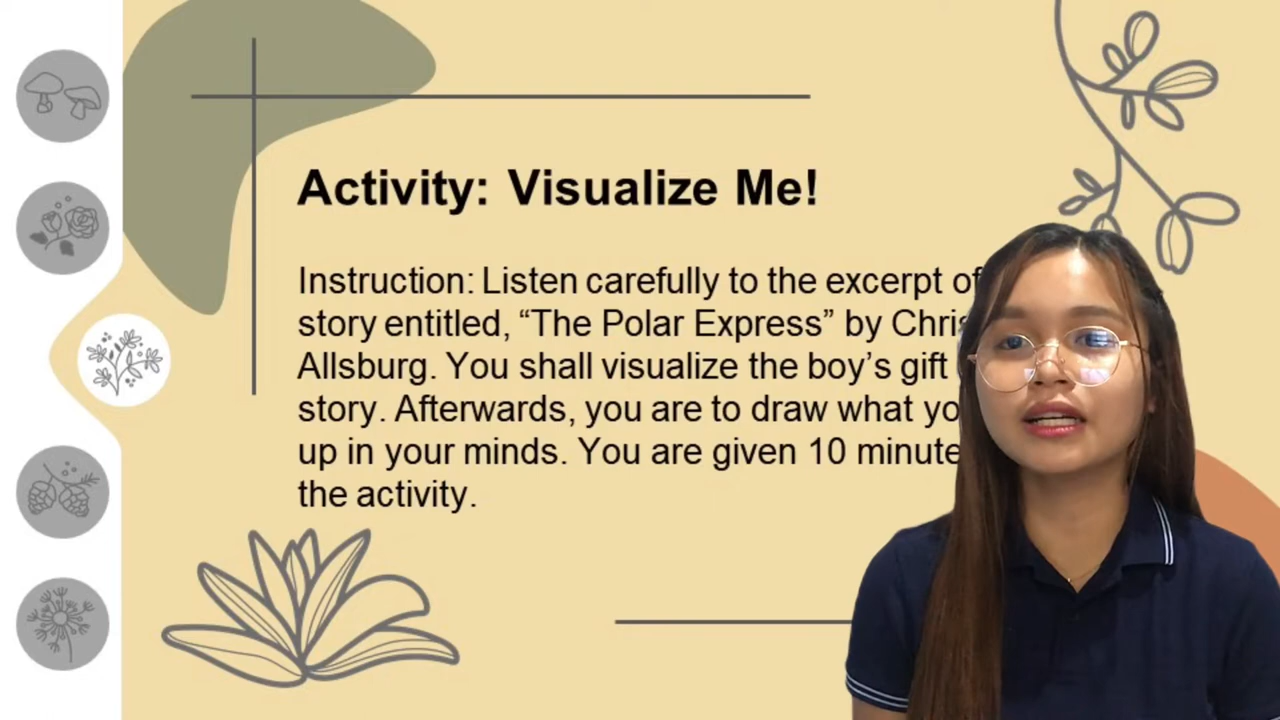 Activity: Visualize Me!
Instruction: Listen carefully to the excerpt of
story entitled, “The Polar Express” by
Allsburg. You shall visualize the boy’s gift
story. Afterwards, you are to draw what
up in your minds. You are given 10
the activity.